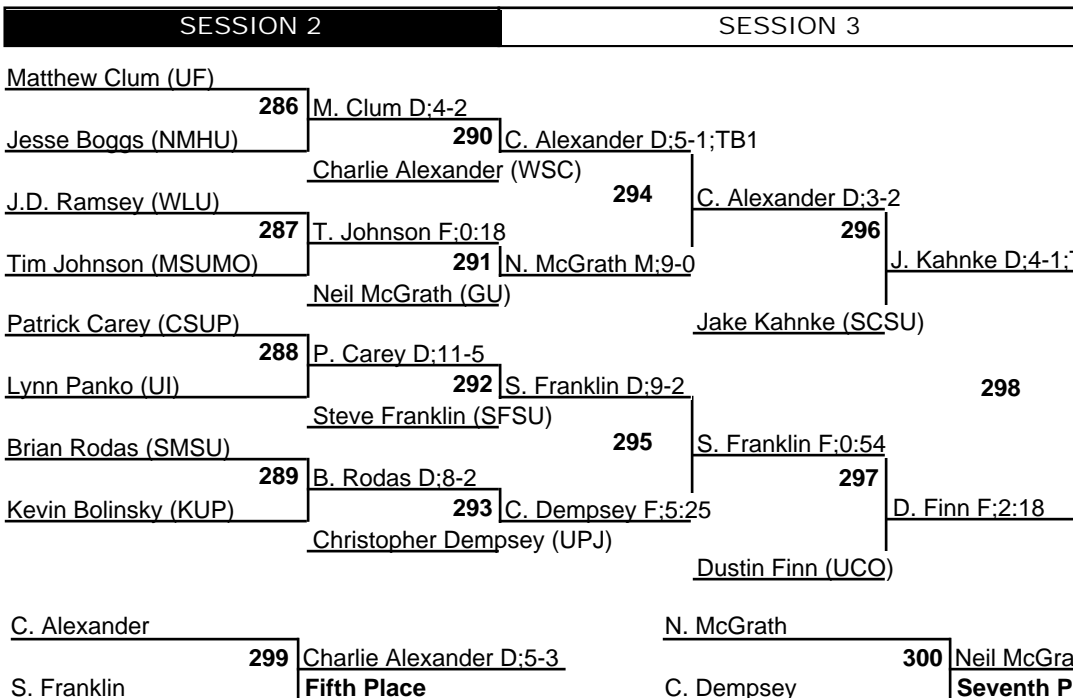 SESSION 2
SESSION 3
Matthew Clum (UF)
286
M. Clum D;4-2
Jesse Boggs (NMHU)
290
C. Alexander D;5-1;TB1
Charlie Alexander (WSC)
J.D. Ramsey (WLU)
294
C. Alexander D;3-2
287
T. Johnson F;0:18
296
Tim Johnson (MSUMO)
291
N. McGrath M;9-0
J. Kahnke D;4-1;
Neil McGrath (GU)
Patrick Carey (CSUP)
Jake Kahnke (SCSU)
288
P. Carey D;11-5
Lynn Panko (UI)
292
S. Franklin D;9-2
298
Steve Franklin (SFSU)
Brian Rodas (SMSU)
295
S. Franklin F;0:54
289
B. Rodas D;8-2
297
Kevin Bolinsky (KUP)
293
C. Dempsey F;5:25
D. Finn F;2:18
Christopher Dempsey (UPJ)
Dustin Finn (UCO)
C. Alexander
N. McGrath
299
Charlie Alexander D;5-3
300
Neil McGra
S. Franklin
Fifth Place
C. Dempsey
Seventh P